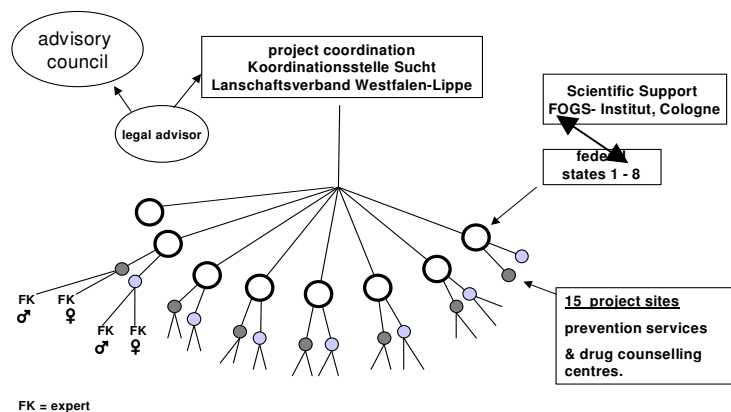 advisory
council
project coordination
Koordinationsstelle Sucht
Lanschaftsverband Westfalen-Lippe
legal advisor
Scientific Support
FOGS- Institut, Cologne
federal
states 1 - 8
FK
♂
FK
♀
FK
♂
FK
♀
15 project sites
prevention services
& drug counselling
centres.
FK = expert